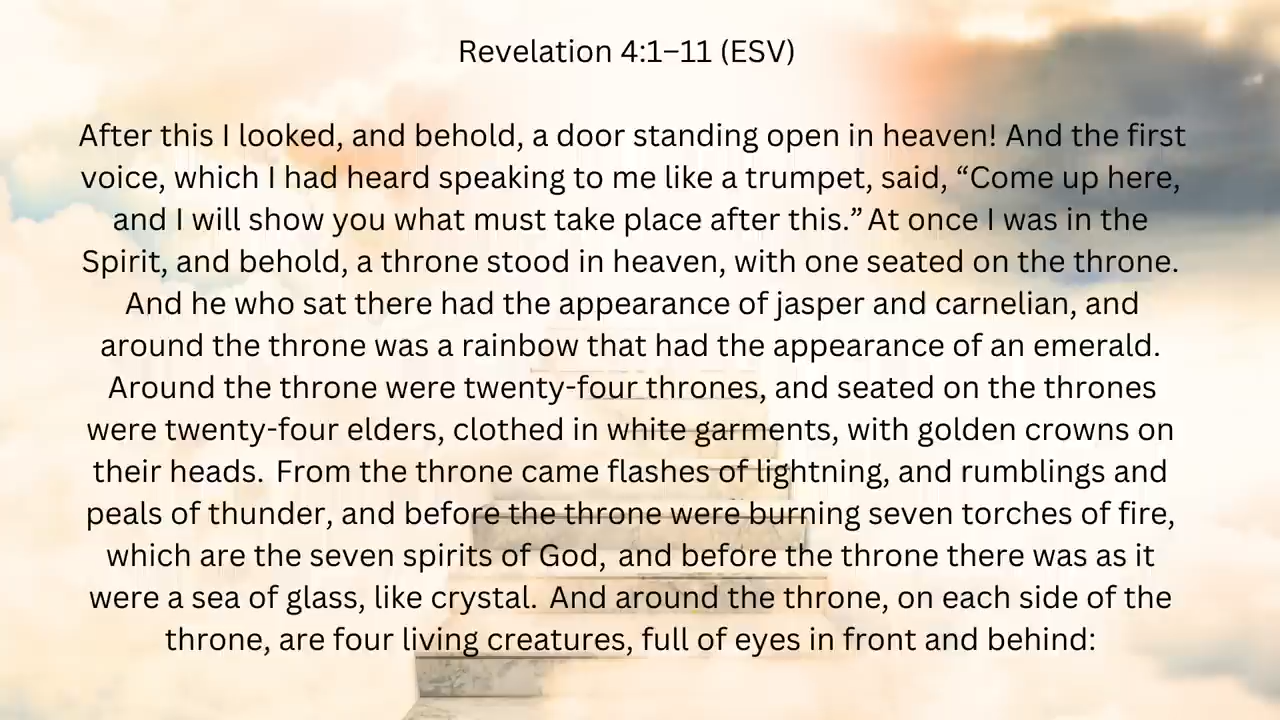 Revelation 4:1–11 (ESV)
After this I looked, and behold, a door standing open in heaven! And the first
voice, which I had heard speaking to me like a trumpet, said, “Come up here,
and I will show you what must take place after this.” At once I was in the
Spirit, and behold, a throne stood in heaven, with one seated on the throne.
And he who sat there had the appearance of jasper and carnelian, and
around the throne was a rainbow that had the appearance of an emerald.
Around the throne were twenty-four thrones, and seated on the thrones
were twenty-four elders, clothed in white garments, with golden crowns on
their heads. From the throne came flashes of lightning, and rumblings and
peals of thunder, and before the throne were burning seven torches of fire,
which are the seven spirits of God, and before the throne there was as it
were a sea of glass, like crystal. And around the throne, on each side of the
throne, are four living creatures, full of eyes in front and behind: